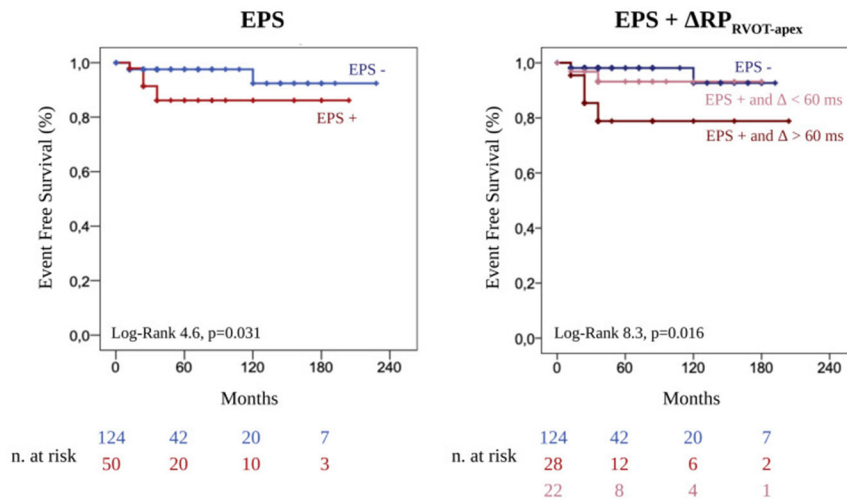 EPS
Event Free Survival (%)
1,0
0,8
0,6
0,4
0,2
0,0
EPS -
EPS +
Log-Rank 4.6, p=0.031
0 60 120 180 240
Months
n. at risk
124 42 20 7
50 20 10 3
EPS + ΔRP RVOT-apex
Event Free Survival (%)
1,0
0,8
0,6
0,4
0,2
0,0
EPS -
EPS + and Δ < 60 ms
EPS + and Δ > 60 ms
Log-Rank 8.3, p=0.016
0 60 120 180 240
Months
n. at risk
124 42 20 7
28 12 6 2
22 8 4 1